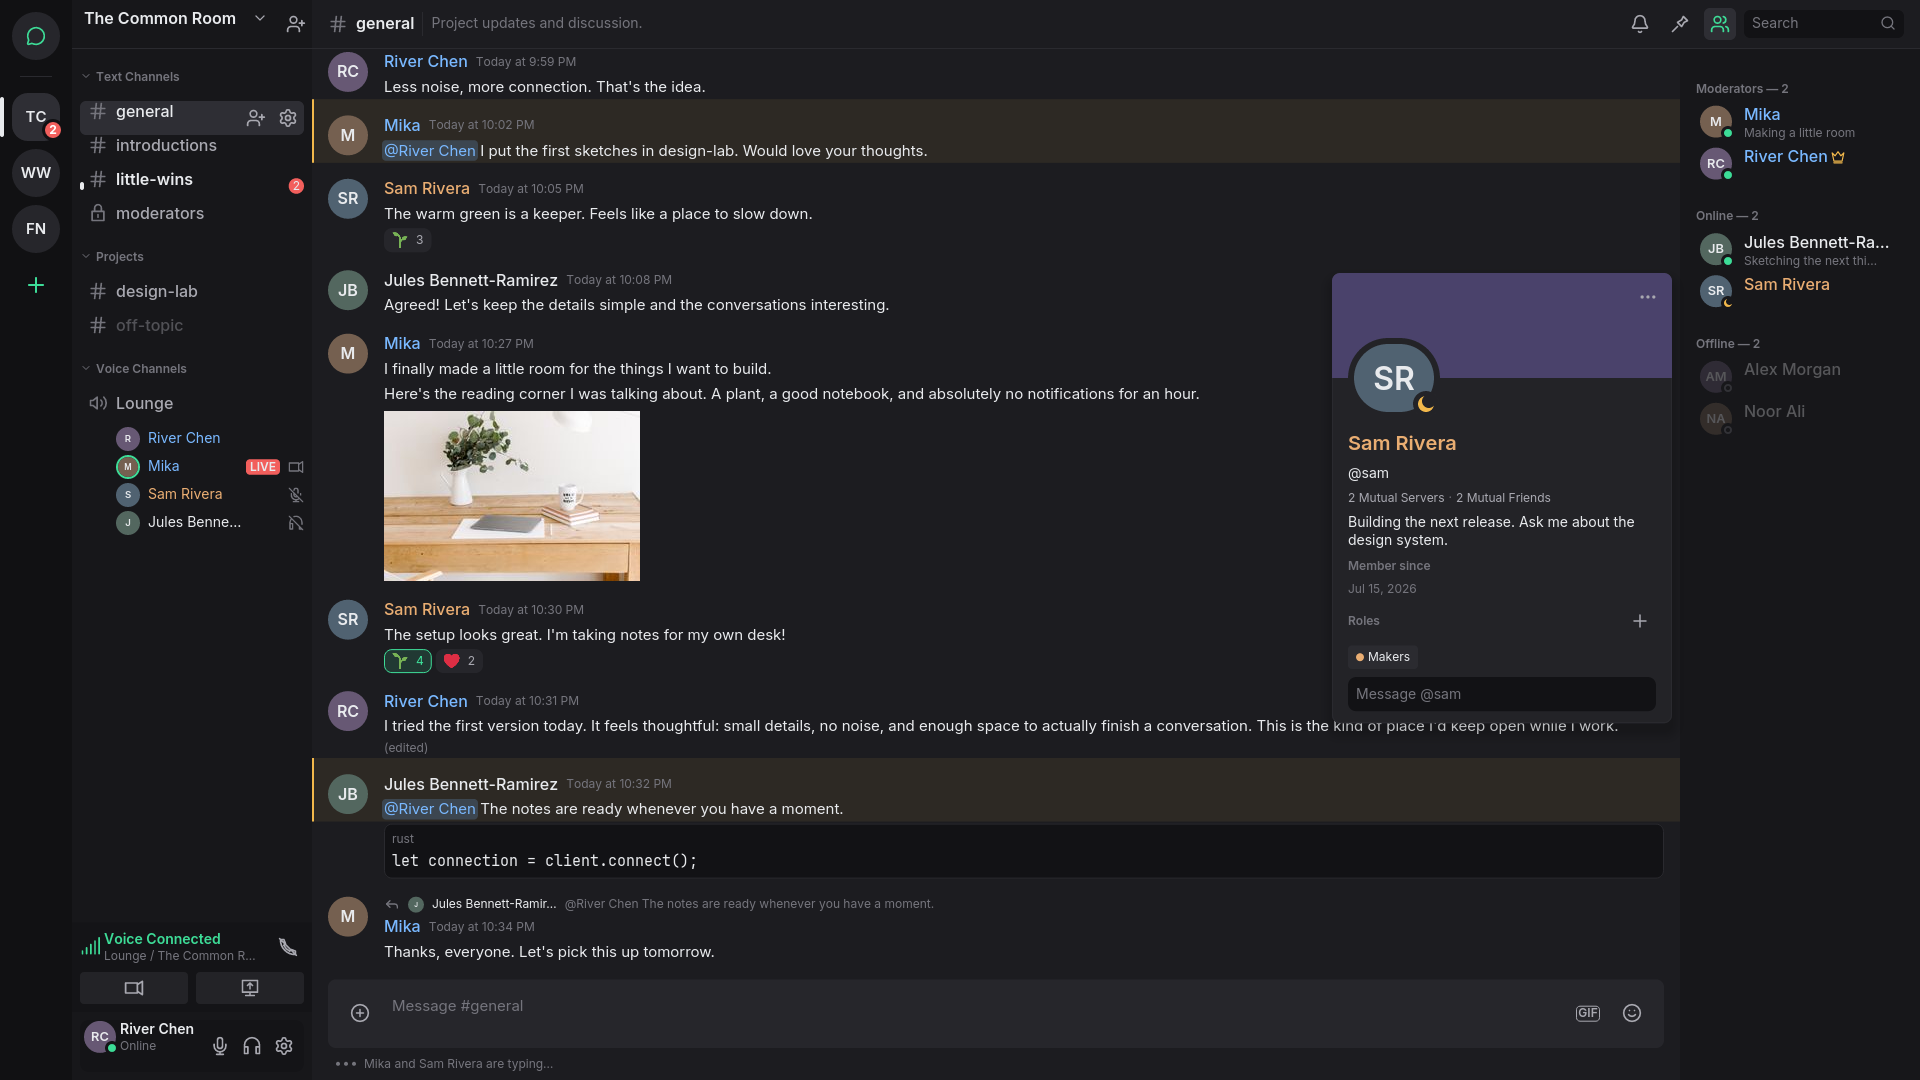 The Common Room
general
Project updates and discussion.
Search
TC
2
WW
FN
Text Channels
general
introductions
little-wins
2
moderators
Projects
design-lab
off-topic
Voice Channels
Lounge
R
River Chen
M
Mika
LIVE
S
Sam Rivera
J
Jules Benne...
Voice Connected
Lounge / The Common R...
RC
River Chen
Online
RC
River Chen
Today at 9:59 PM
Less noise, more connection. That's the idea.
M
Mika
Today at 10:02 PM
@River Chen I put the first sketches in design-lab. Would love your thoughts.
SR
Sam Rivera
Today at 10:05 PM
The warm green is a keeper. Feels like a place to slow down.
3
JB
Jules Bennett-Ramirez
Today at 10:08 PM
Agreed! Let's keep the details simple and the conversations interesting.
M
Mika
Today at 10:27 PM
I finally made a little room for the things I want to build.
Here's the reading corner I was talking about. A plant, a good notebook, and absolutely no notifications for an hour.
SR
Sam Rivera
Today at 10:30 PM
The setup looks great. I'm taking notes for my own desk!
4
2
RC
River Chen
Today at 10:31 PM
I tried the first version today. It feels thoughtful: small details, no noise, and enough space to actually finish a conversation. This is the kind of place I'd keep open while I work.
(edited)
JB
Jules Bennett-Ramirez
Today at 10:32 PM
@River Chen The notes are ready whenever you have a moment.
rust
let connection = client.connect();
J
Jules Bennett-Ramir...
@River Chen The notes are ready whenever you have a moment.
M
Mika
Today at 10:34 PM
Thanks, everyone. Let's pick this up tomorrow.
Message #general
GIF
Mika and Sam Rivera are typing...
SR
Sam Rivera
@sam
2 Mutual Servers · 2 Mutual Friends
Building the next release. Ask me about the
design system.
Member since
Jul 15, 2026
Roles
Makers
Message @sam
Moderators — 2
M
Mika
Making a little room
RC
River Chen
Online — 2
JB
Jules Bennett-Ra...
Sketching the next thi...
SR
Sam Rivera
Offline — 2
AM
Alex Morgan
NA
Noor Ali